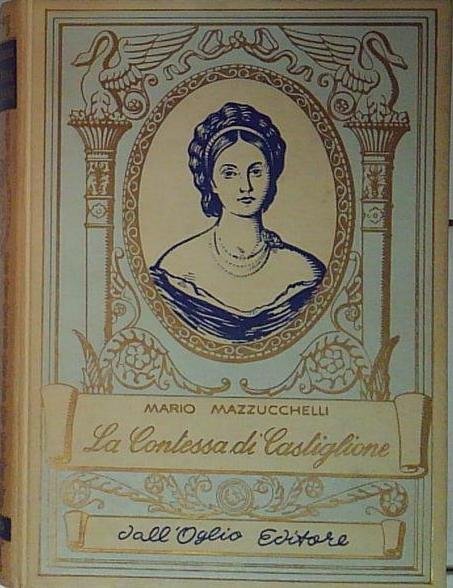 MARIO MAZZUCCHELLI
La Contessa di Castiglione
dall'Oglio Editore